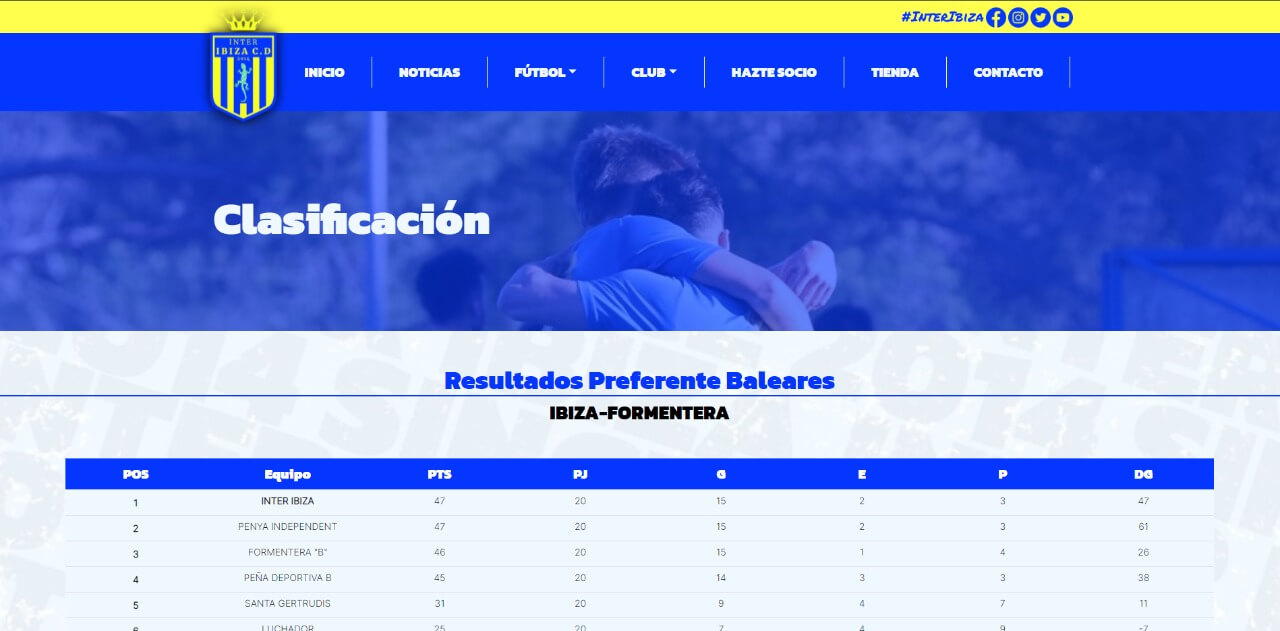 #InterIbiza
INTER
IBIZA C.D
2014
INICIO NOTICIAS FÚTBOL CLUB HAZTE SOCIO TIENDA CONTACTO
Clasificación
Resultados Preferente Baleares
IBIZA-FORMENTERA
POS Equipo PTS PJ G E P DG
1 INTER IBIZA 47 20 15 2 3 47
2 PENYA INDEPENDENT 47 20 15 2 3 61
3 FORMENTERA "B" 46 20 15 1 4 26
4 PEÑA DEPORTIVA B 45 20 14 3 3 38
5 SANTA GERTRUDIS 31 20 9 4 7 11
6 LUCHADOR 25 20 7 4 9 -7